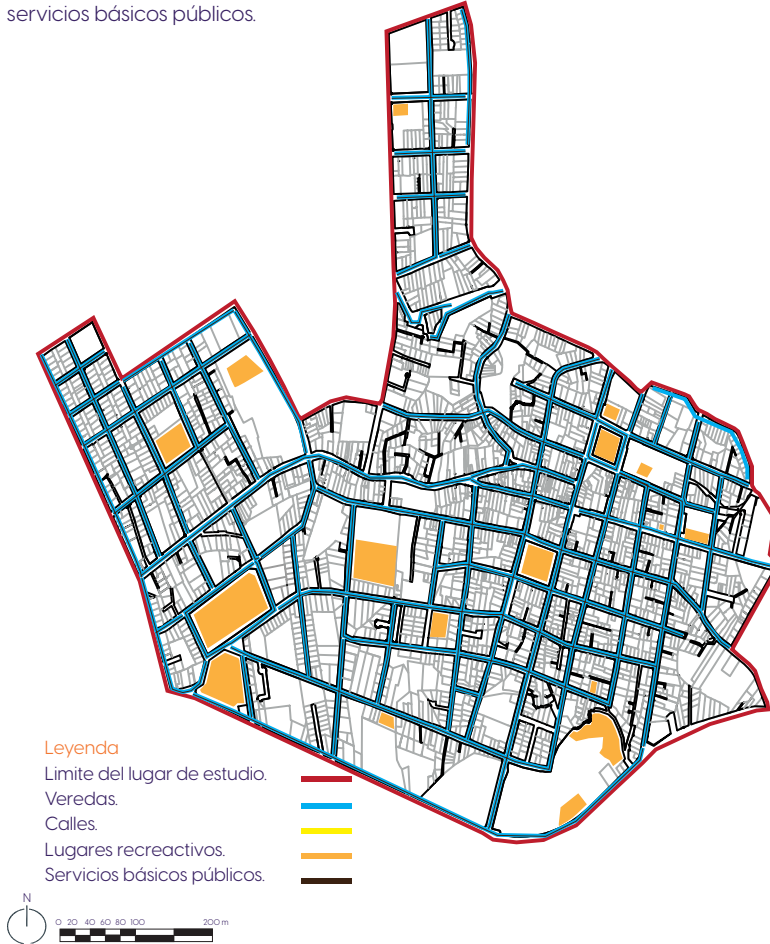 servicios básicos públicos.
Leyenda
Limite del lugar de estudio.
Veredas.
Calles.
Lugares recreactivos.
Servicios básicos públicos.
N
0 20 40 60 80 100 200 m